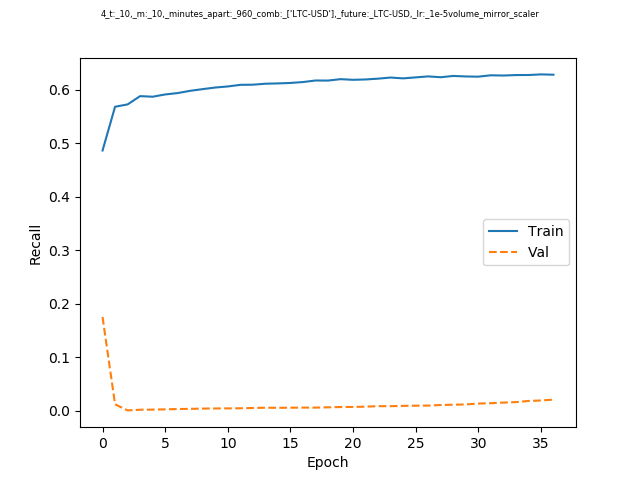 4_t:_10,_m:_10,_minutes_apart:_960_comb:_['LTC-USD'],_future:_LTC-USD,_lr:_1e-5volume_mirror_scaler
0.6
0.5
0.4
0.3
0.2
0.1
0.0
Recall
Train
Val
0 5 10 15 20 25 30 35
Epoch